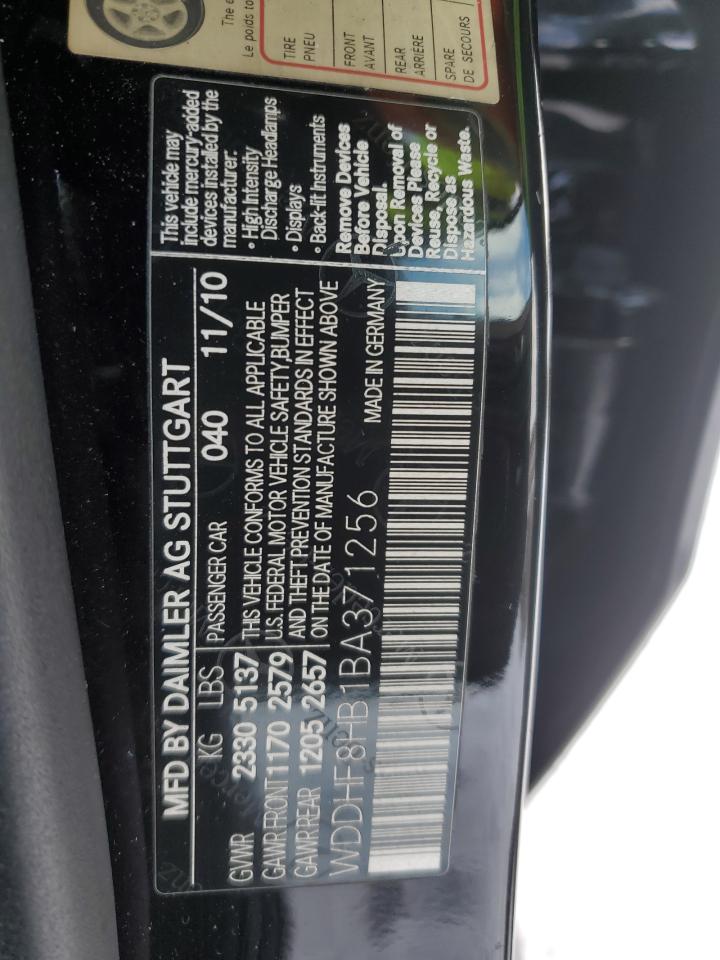 The e
Le poids to
TIRE
PNEU
FRONT
AVANT
REAR
ARRIÈRE
SPARE
DE SECOURS
MFD BY DAIMLER AG STUTTGART
KG LBS PASSENGER CAR 040 11/10
GVWR 2330 5137
GAWR FRONT 1170 2579
GAWR REAR 1205 2657
THIS VEHICLE CONFORMS TO ALL APPLICABLE
U.S. FEDERAL MOTOR VEHICLE SAFETY, BUMPER
AND THEFT PREVENTION STANDARDS IN EFFECT
ON THE DATE OF MANUFACTURE SHOWN ABOVE
WDDHF8HB1BA371256
MADE IN GERMANY
This vehicle may
include mercury-added
devices installed by the
manufacturer:
• High Intensity
Discharge Headlamps
• Displays
• Back-lit Instruments
Remove Devices
Before Vehicle
Disposal.
Upon Removal of
Devices Please
Reuse, Recycle or
Dispose as
Hazardous Waste.